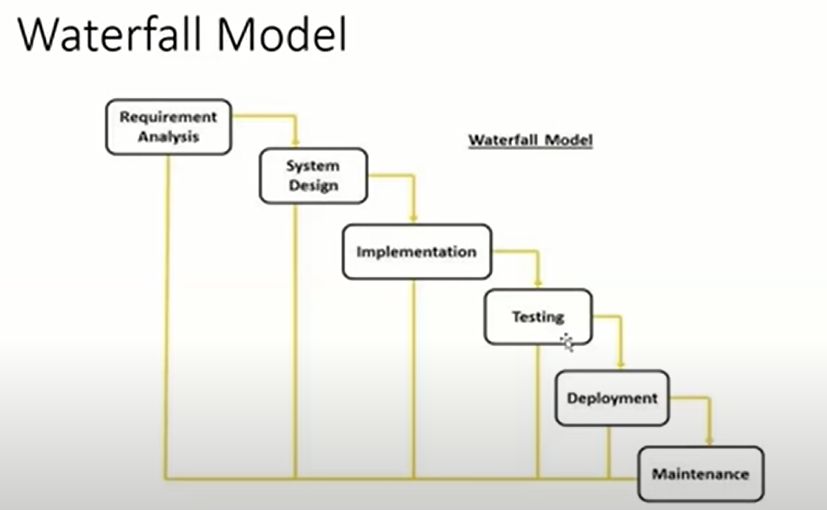 Waterfall Model
Requirement
Analysis
Waterfall Model
System
Design
Implementation
Testing
Deployment
Maintenance